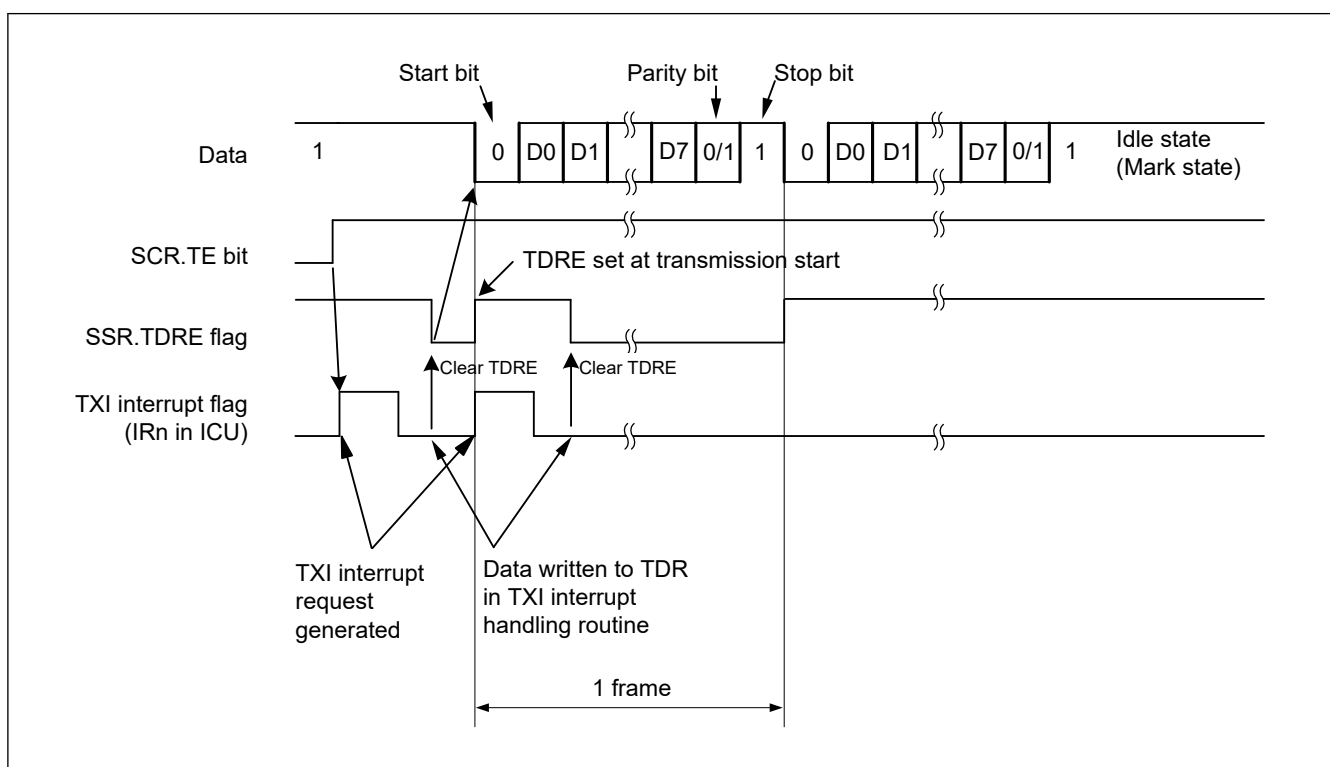 Start bit Parity bit Stop bit
Data 1 0 D0 D1 D7 0/1 1 0 D0 D1 D7 0/1 1 Idle state
(Mark state)
SCR.TE bit
TDRE set at transmission start
SSR.TDRE flag
Clear TDRE Clear TDRE
TXI interrupt flag
(IRn in ICU)
TXI interrupt
request
generated
Data written to TDR
in TXI interrupt
handling routine
1 frame